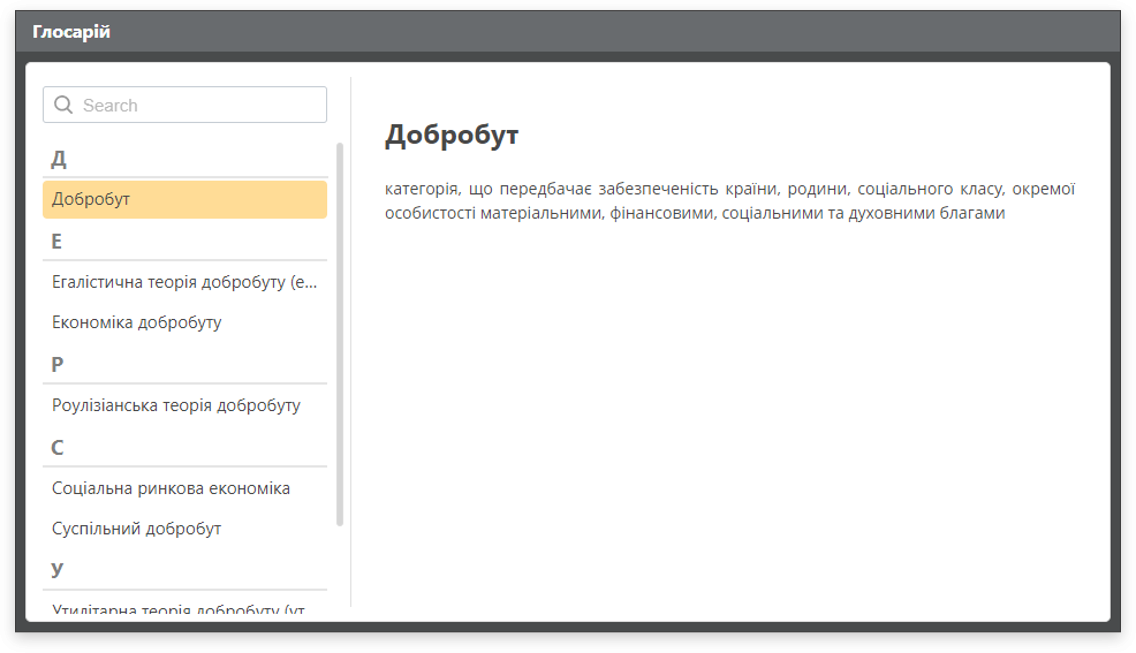 Глосарій
Search
Д
Добробут
Е
Егалістична теорія добробуту (е...
Економіка добробуту
Р
Роулізіанська теорія добробуту
С
Соціальна ринкова економіка
Суспільний добробут
У
Утилітарна теорія добробуту (ут
Добробут
категорія, що передбачає забезпеченість країни, родини, соціального класу, окремої
особистості матеріальними, фінансовими, соціальними та духовними благами